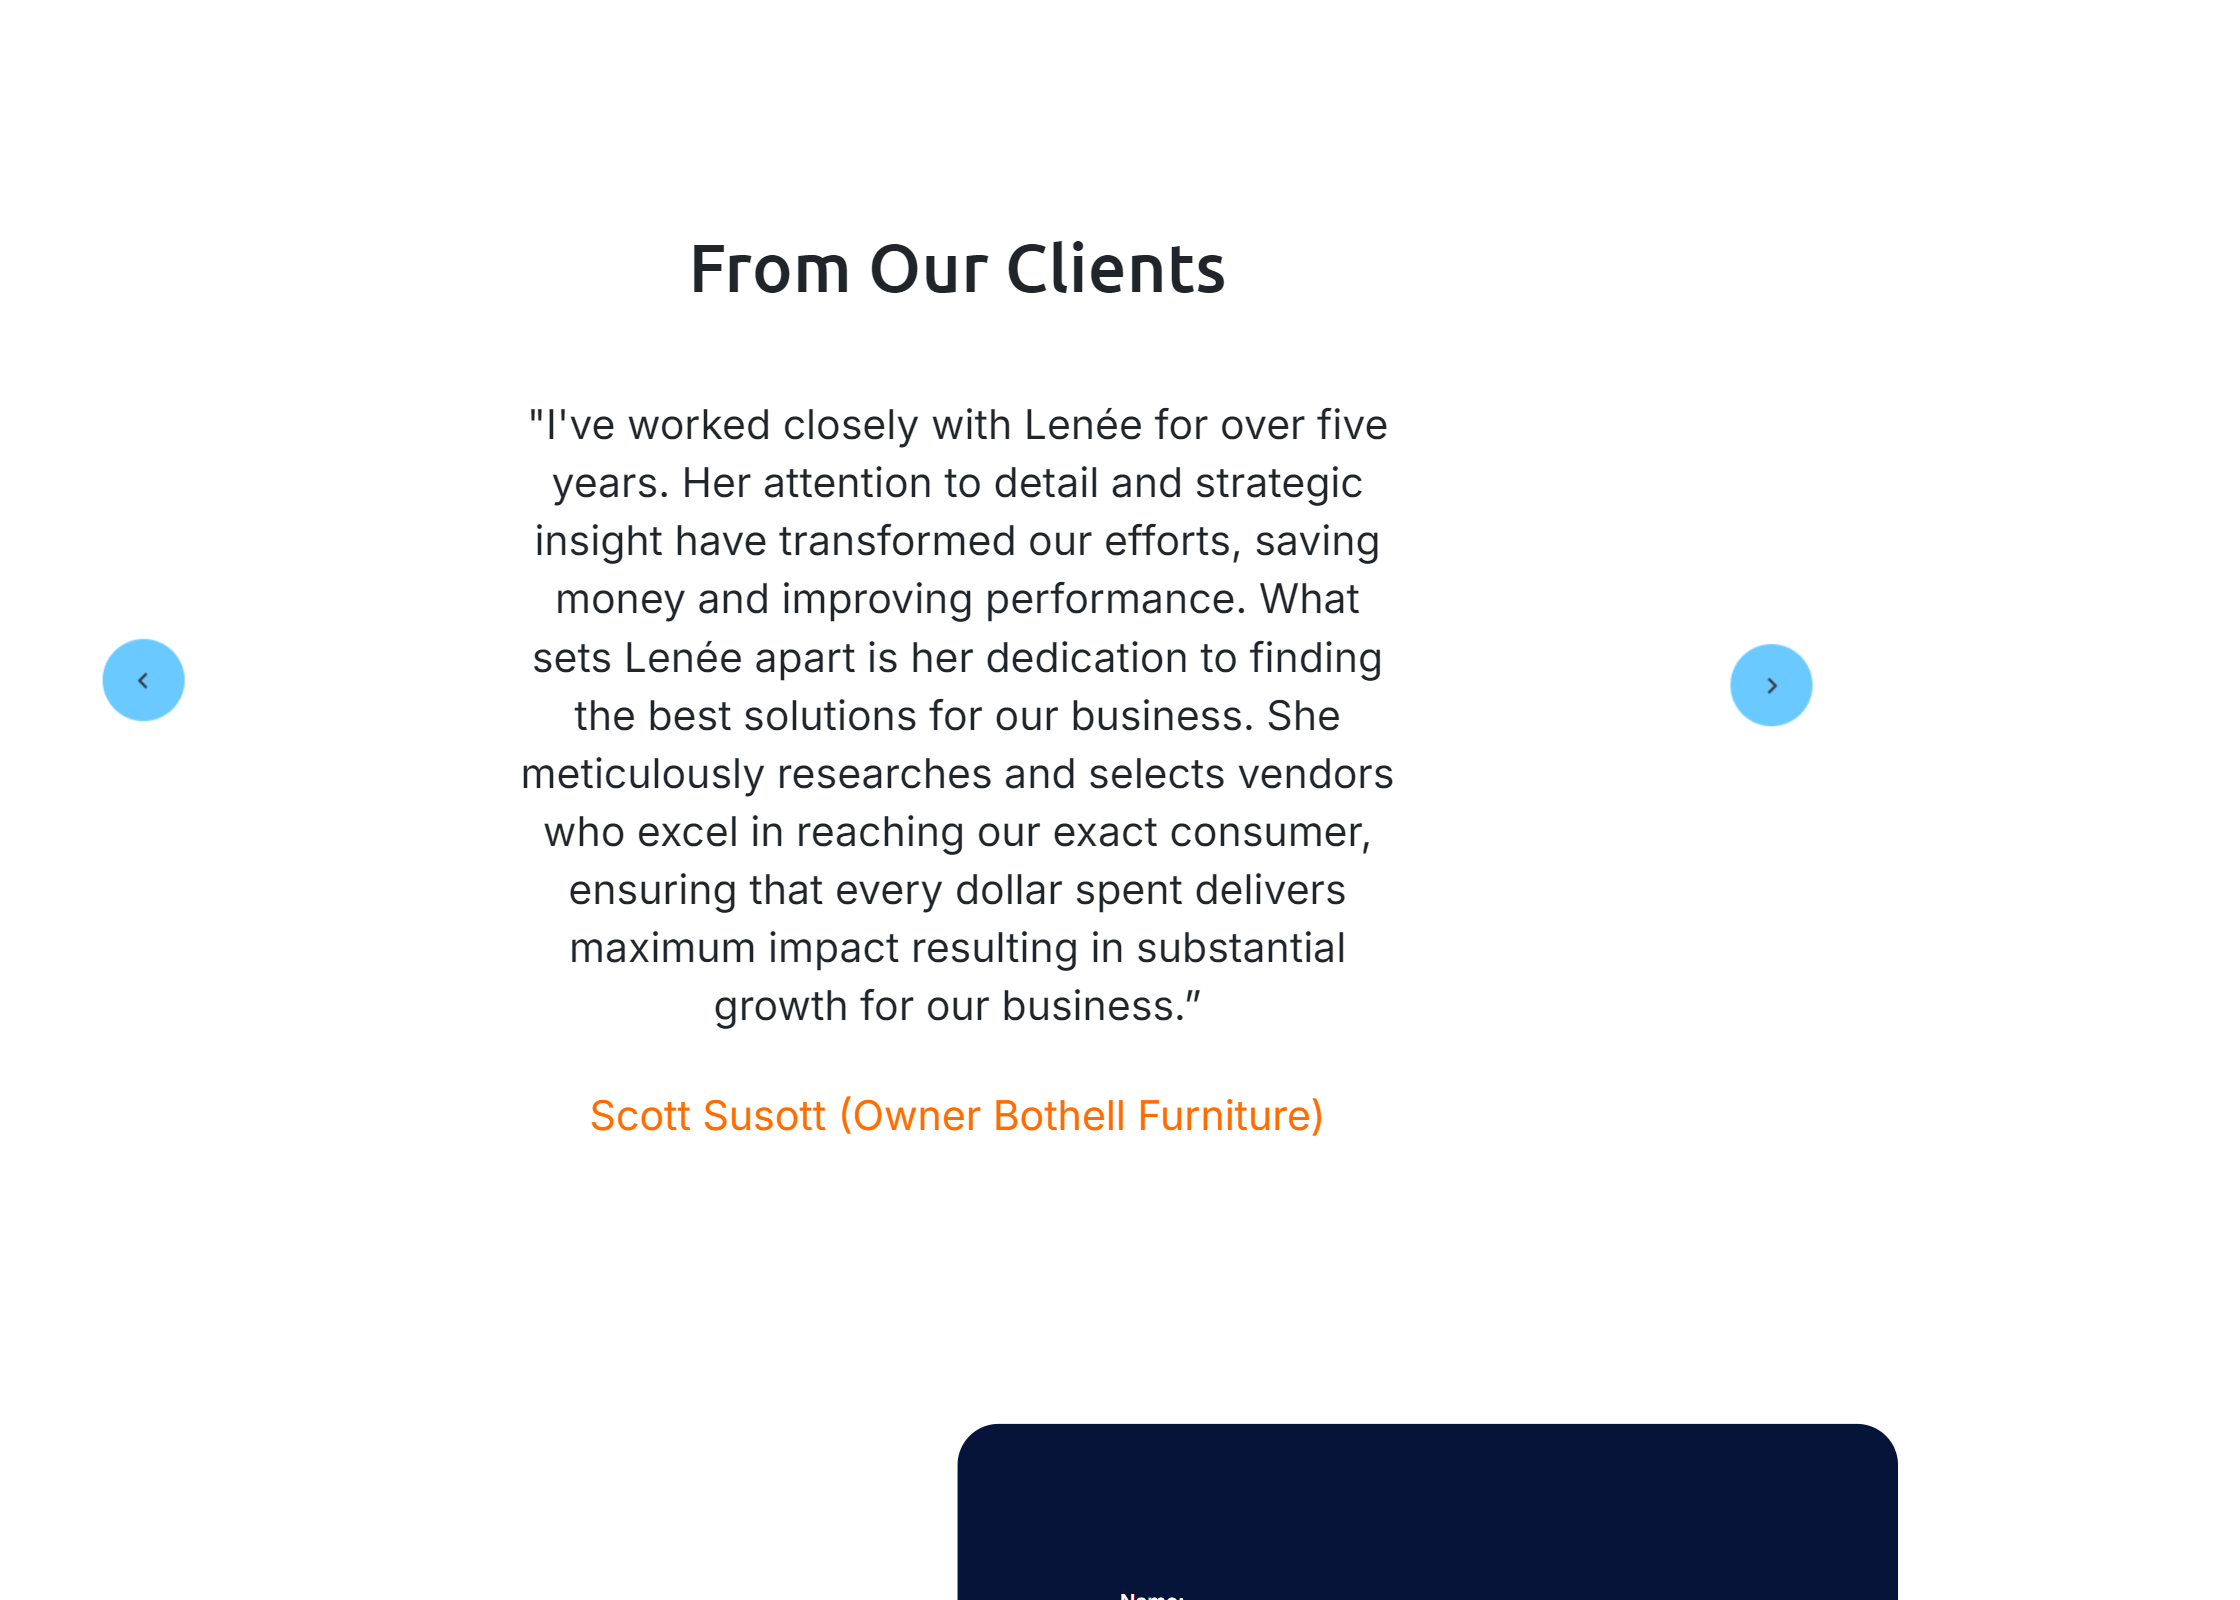 From Our Clients
"I've worked closely with Lenée for over five
years. Her attention to detail and strategic
insight have transformed our efforts, saving
money and improving performance. What
sets Lenée apart is her dedication to finding
the best solutions for our business. She
meticulously researches and selects vendors
who excel in reaching our exact consumer,
ensuring that every dollar spent delivers
maximum impact resulting in substantial
growth for our business.”
Scott Susott (Owner Bothell Furniture)
Name: